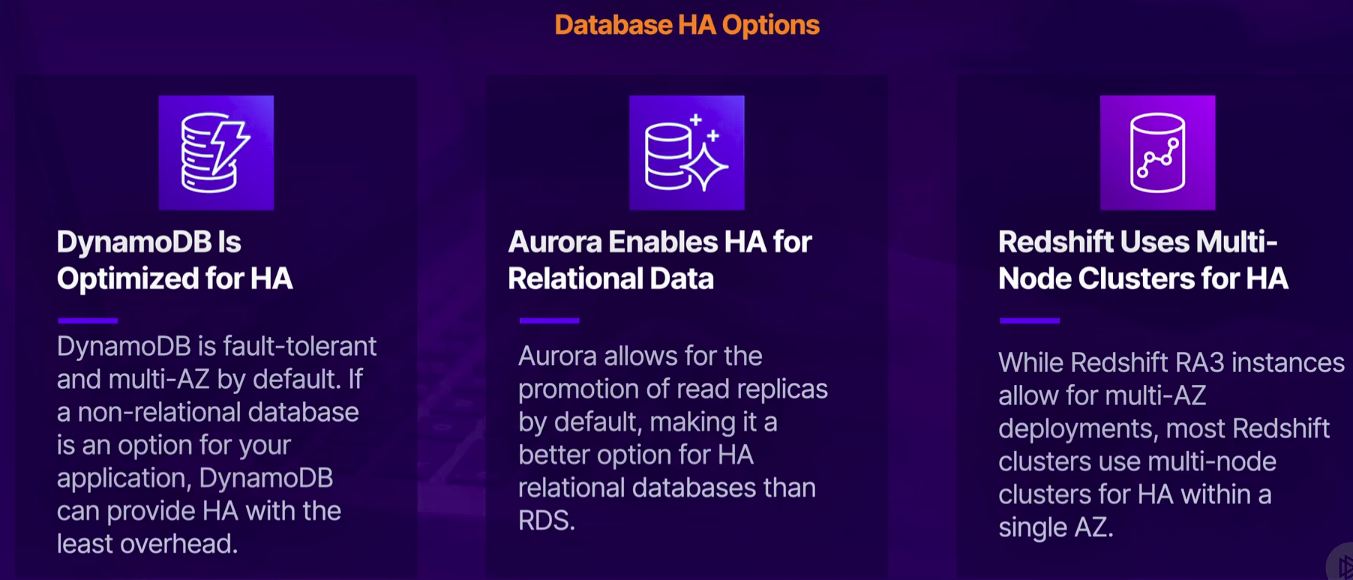 Database HA Options
DynamoDB Is
Optimized for HA
DynamoDB is fault-tolerant
and multi-AZ by default. If
a non-relational database
is an option for your
application, DynamoDB
can provide HA with the
least overhead.
Aurora Enables HA for
Relational Data
Aurora allows for the
promotion of read replicas
by default, making it a
better option for HA
relational databases than
RDS.
Redshift Uses Multi-
Node Clusters for HA
While Redshift RA3 instances
allow for multi-AZ
deployments, most Redshift
clusters use multi-node
clusters for HA within a
single AZ.